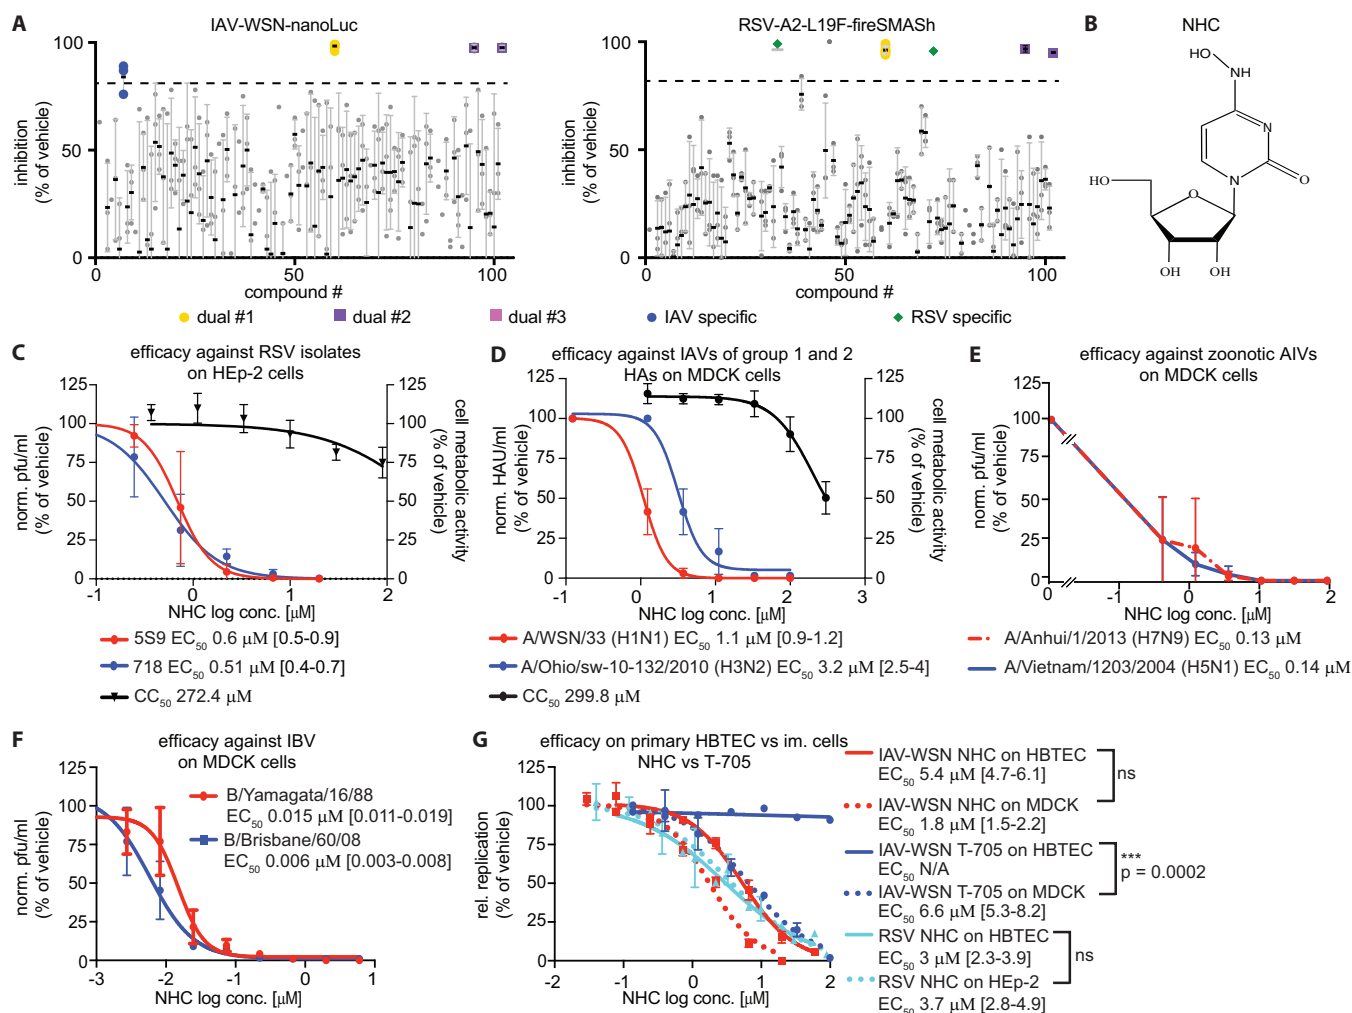 A
IAV-WSN-nanoLuc
RSV-A2-L19F-fireSMASh
B
NHC
inhibition
(% of vehicle)
100
50
0
0
50
100
compound #
inhibition
(% of vehicle)
100
50
0
0
50
100
compound #
HO
NH
N
N
O
HO
O
OH
OH
dual #1
dual #2
dual #3
IAV specific
RSV specific
C
efficacy against RSV isolates
on HEp-2 cells
norm. pfu/ml
(% of vehicle)
125
100
75
50
25
0
-1
0
1
2
125
100
75
50
25
0
cell metabolic activity
(% of vehicle)
NHC log conc. [µM]
5S9 EC50 0.6 µM [0.5-0.9]
718 EC50 0.51 µM [0.4-0.7]
CC50 272.4 µM
D
efficacy against IAVs of group 1 and 2
HAs on MDCK cells
norm. HAU/ml
(% of vehicle)
125
100
75
50
25
0
-1
0
1
2
3
125
100
75
50
25
0
cell metabolic activity
(% of vehicle)
NHC log conc. [µM]
A/WSN/33 (H1N1) EC50 1.1 µM [0.9-1.2]
A/Ohio/sw-10-132/2010 (H3N2) EC50 3.2 µM [2.5-4]
CC50 299.8 µM
E
efficacy against zoonotic AIVs
on MDCK cells
norm. pfu/ml
(% of vehicle)
100
75
50
25
0
0
-1
0
1
2
NHC log conc. [µM]
A/Anhui/1/2013 (H7N9) EC50 0.13 µM
A/Vietnam/1203/2004 (H5N1) EC50 0.14 µM
F
efficacy against IBV
on MDCK cells
norm. pfu/ml
(% of vehicle)
125
100
75
50
25
0
-3
-2
-1
0
1
NHC log conc. [µM]
B/Yamagata/16/88
EC50 0.015 µM [0.011-0.019]
B/Brisbane/60/08
EC50 0.006 µM [0.003-0.008]
G
efficacy on primary HBTEC vs im. cells
NHC vs T-705
rel. replication
(% of vehicle)
125
100
75
50
25
0
-2
-1
0
1
2
NHC log conc. [µM]
IAV-WSN NHC on HBTEC
EC50 5.4 µM [4.7-6.1]
IAV-WSN NHC on MDCK
EC50 1.8 µM [1.5-2.2]
ns
IAV-WSN T-705 on HBTEC
EC50 N/A
IAV-WSN T-705 on MDCK
EC50 6.6 µM [5.3-8.2]
***
p = 0.0002
RSV NHC on HBTEC
EC50 3 µM [2.3-3.9]
RSV NHC on HEp-2
EC50 3.7 µM [2.8-4.9]
ns